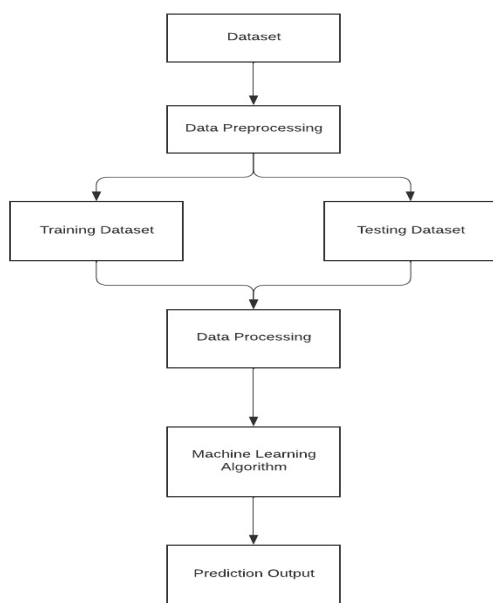 Dataset
Data Preprocessing
Training Dataset
Testing Dataset
Data Processing
Machine Learning
Algorithm
Prediction Output